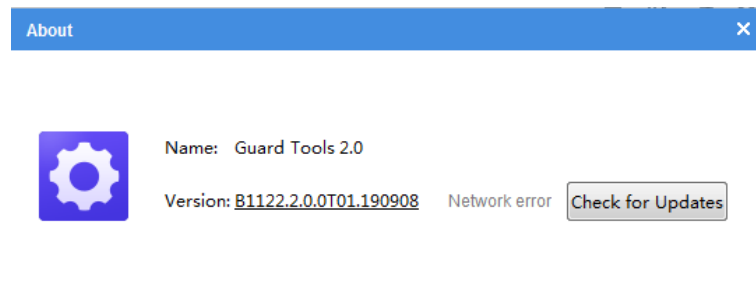 About
Name: Guard Tools 2.0
Version: B1122.2.0.0T01.190908 Network error Check for Updates